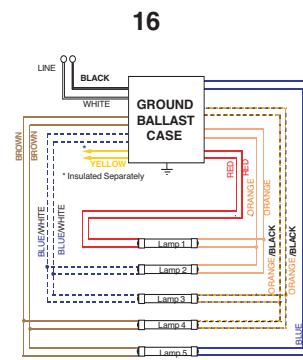 16
LINE
BLACK
WHITE
GROUND
BALLAST
CASE
*
YELLOW
* Insulated Separately
BROWN
BROWN
BLUE/WHITE
BLUE/WHITE
RED
RED
ORANGE
ORANGE
ORANGE/BLACK
ORANGE/BLACK
BLUE
Lamp 1
Lamp 2
Lamp 3
Lamp 4
Lamp 5